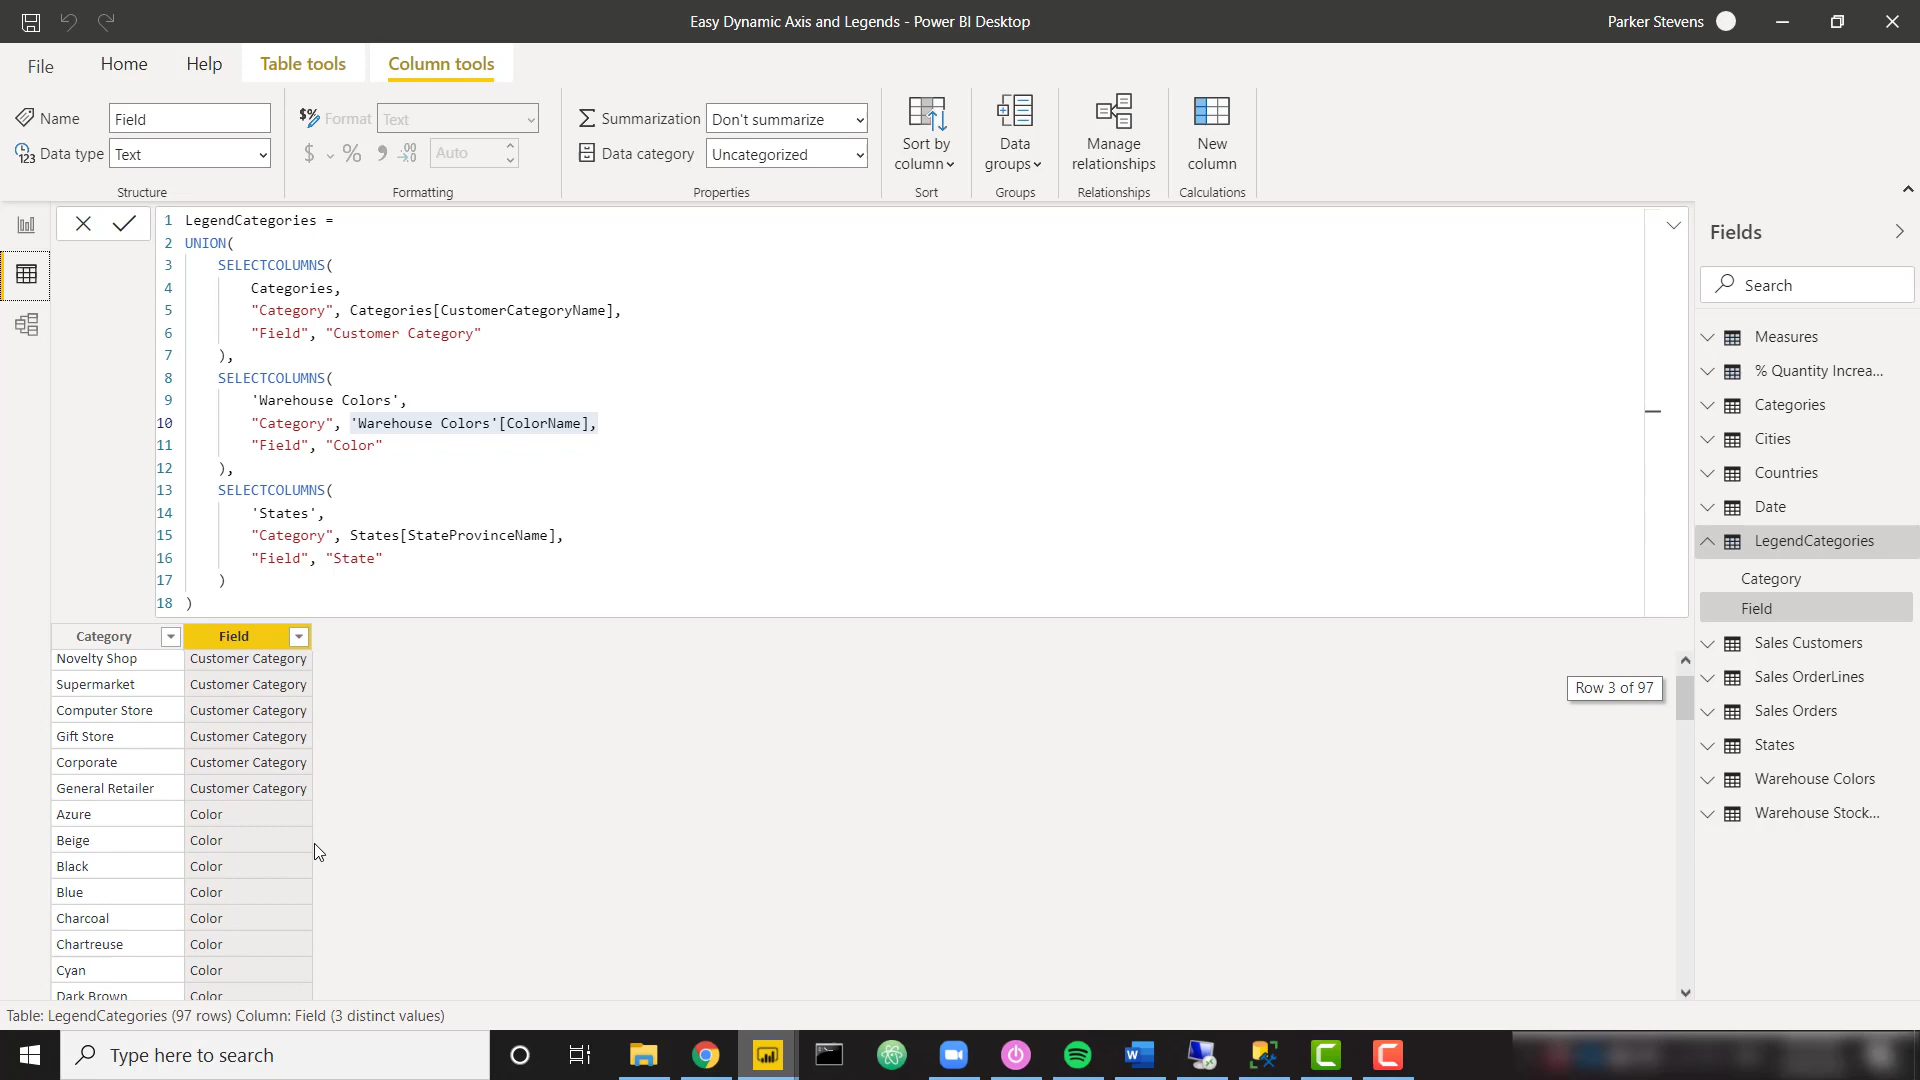 Easy Dynamic Axis and Legends - Power BI Desktop
Parker Stevens
File
Home
Help
Table tools
Column tools
Name
Field
Data type
Text
Structure
Format
Text
Auto
Formatting
Summarization
Don't summarize
Data category
Uncategorized
Properties
Sort by
column
Sort
Data
groups
Groups
Manage
relationships
Relationships
New
column
Calculations
1 LegendCategories =
2 UNION(
3 SELECTCOLUMNS(
4 Categories,
5 "Category", Categories[CustomerCategoryName],
6 "Field", "Customer Category"
7 ),
8 SELECTCOLUMNS(
9 'Warehouse Colors',
10 "Category", 'Warehouse Colors'[ColorName],
11 "Field", "Color"
12 ),
13 SELECTCOLUMNS(
14 'States',
15 "Category", States[StateProvinceName],
16 "Field", "State"
17 )
18 )
Category Field
Novelty Shop Customer Category
Supermarket Customer Category
Computer Store Customer Category
Gift Store Customer Category
Corporate Customer Category
General Retailer Customer Category
Azure Color
Beige Color
Black Color
Blue Color
Charcoal Color
Chartreuse Color
Cyan Color
Dark Brown Color
Row 3 of 97
Fields
Search
Measures
% Quantity Increa...
Categories
Cities
Countries
Date
LegendCategories
Category
Field
Sales Customers
Sales OrderLines
Sales Orders
States
Warehouse Colors
Warehouse Stock...
Table: LegendCategories (97 rows) Column: Field (3 distinct values)
Type here to search